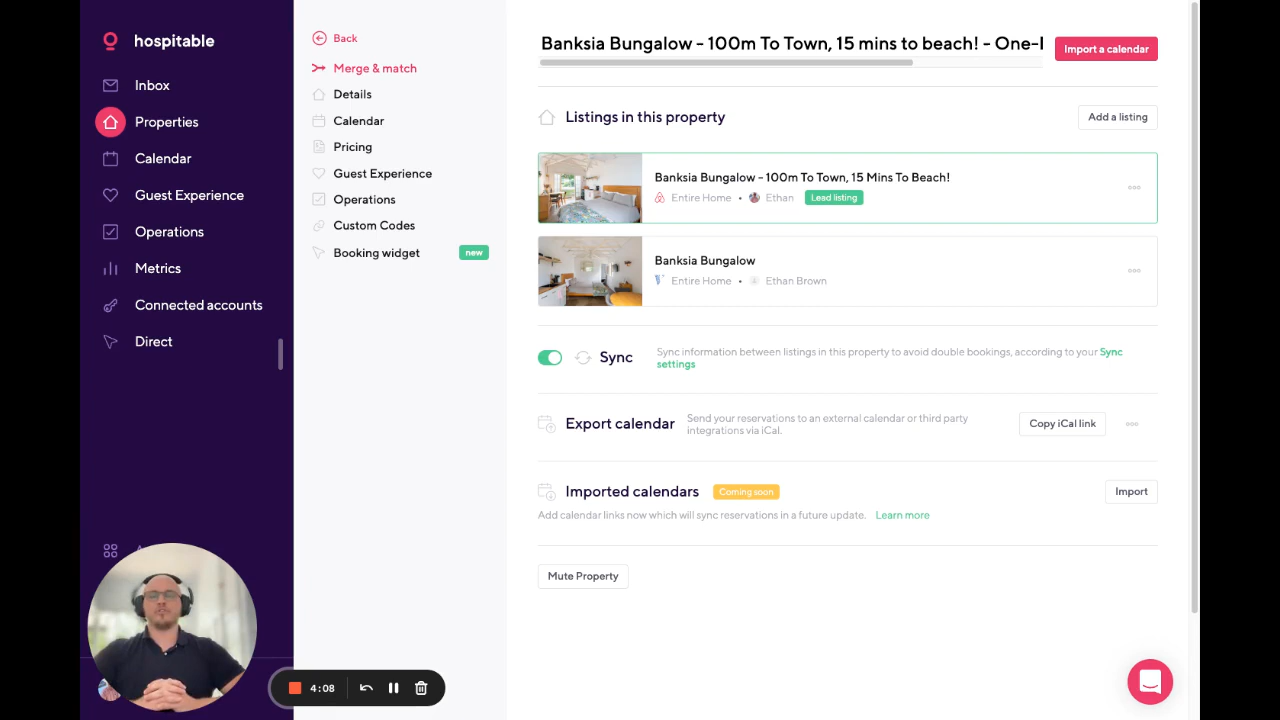 hospitable
Inbox
Properties
Calendar
Guest Experience
Operations
Metrics
Connected accounts
Direct
Back
Merge & match
Details
Calendar
Pricing
Guest Experience
Operations
Custom Codes
Booking widget new
Banksia Bungalow - 100m To Town, 15 mins to beach! - One-
Import a calendar
Listings in this property
Add a listing
Banksia Bungalow - 100m To Town, 15 Mins To Beach!
Entire Home • Ethan Lead listing
Banksia Bungalow
Entire Home • Ethan Brown
Sync
Sync information between listings in this property to avoid double bookings, according to your Sync
settings
Export calendar
Send your reservations to an external calendar or third party
integrations via iCal.
Copy iCal link
Imported calendars Coming soon
Import
Add calendar links now which will sync reservations in a future update. Learn more
Mute Property
4:08